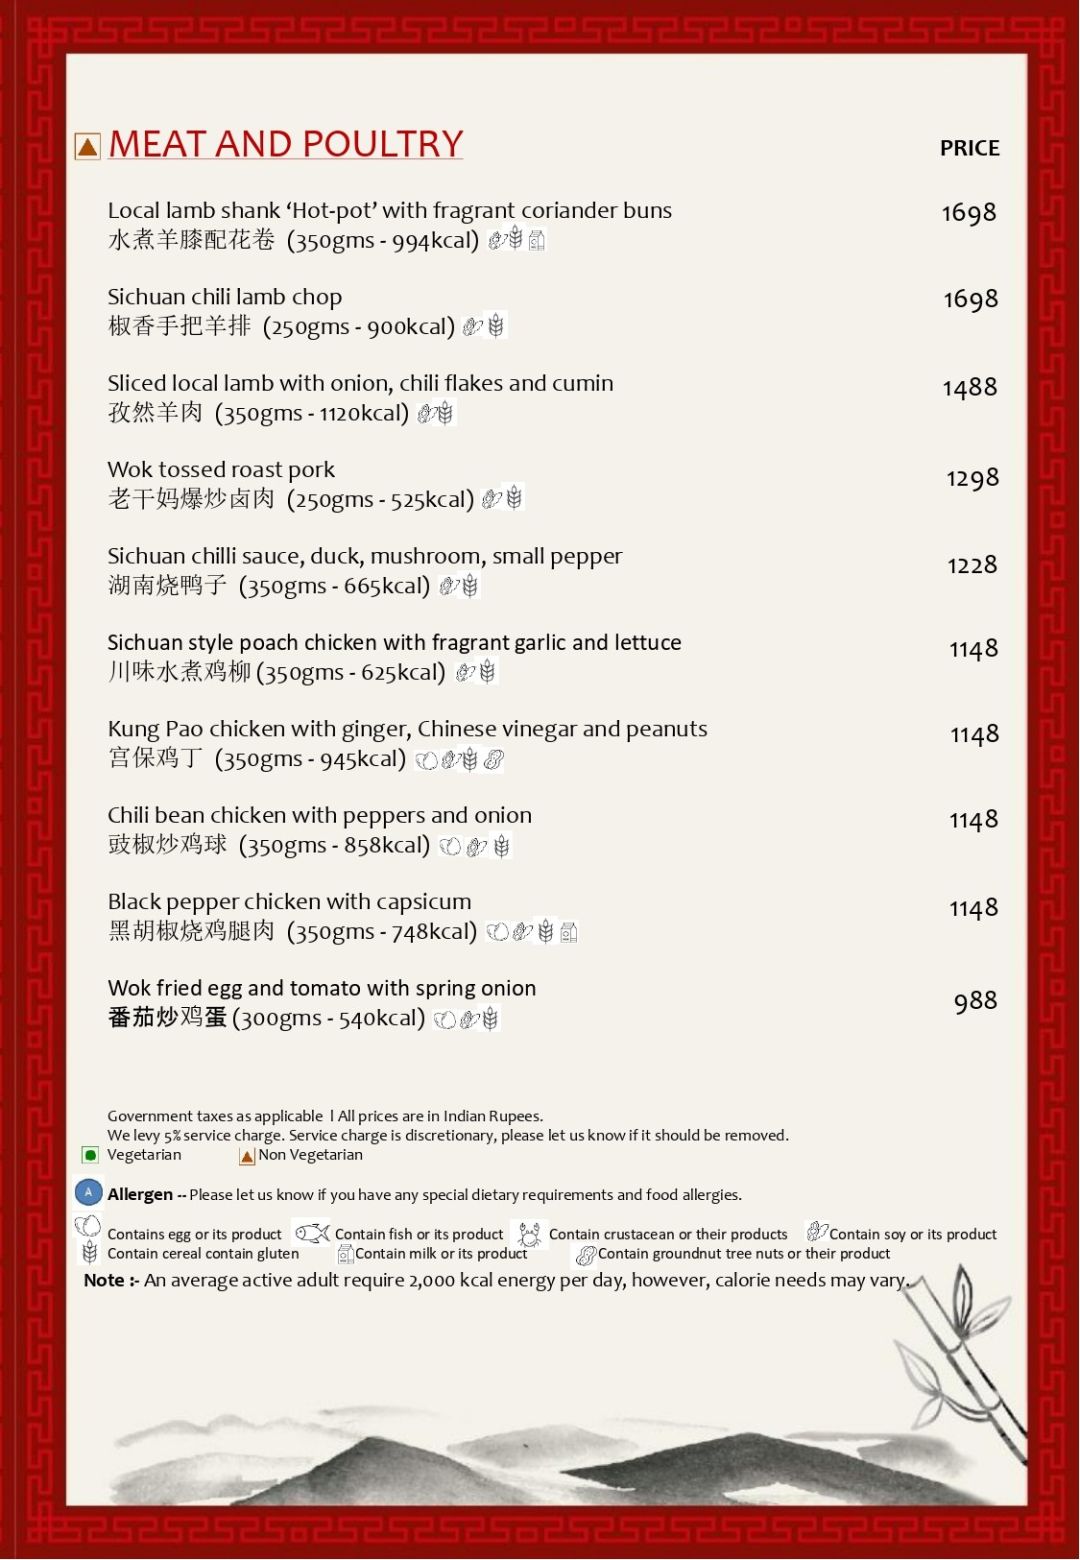 MEAT AND POULTRY
PRICE
Local lamb shank ‘Hot-pot’ with fragrant coriander buns 1698
水煮羊膝配花卷 (350gms - 994kcal)
Sichuan chili lamb chop 1698
椒香手把羊排 (250gms - 900kcal)
Sliced local lamb with onion, chili flakes and cumin 1488
孜然羊肉 (350gms - 1120kcal)
Wok tossed roast pork 1298
老干妈爆炒卤肉 (250gms - 525kcal)
Sichuan chilli sauce, duck, mushroom, small pepper 1228
湖南烧鸭子 (350gms - 665kcal)
Sichuan style poach chicken with fragrant garlic and lettuce 1148
川味水煮鸡柳 (350gms - 625kcal)
Kung Pao chicken with ginger, Chinese vinegar and peanuts 1148
宫保鸡丁 (350gms - 945kcal)
Chili bean chicken with peppers and onion 1148
豉椒炒鸡球 (350gms - 858kcal)
Black pepper chicken with capsicum 1148
黑胡椒烧鸡腿肉 (350gms - 748kcal)
Wok fried egg and tomato with spring onion 988
番茄炒鸡蛋 (300gms - 540kcal)
Government taxes as applicable l All prices are in Indian Rupees.
We levy 5% service charge. Service charge is discretionary, please let us know if it should be removed.
Vegetarian Non Vegetarian
A Allergen -- Please let us know if you have any special dietary requirements and food allergies.
Contains egg or its product Contain fish or its product Contain crustacean or their products Contain soy or its product
Contain cereal contain gluten Contain milk or its product Contain groundnut tree nuts or their product
Note :- An average active adult require 2,000 kcal energy per day, however, calorie needs may vary.